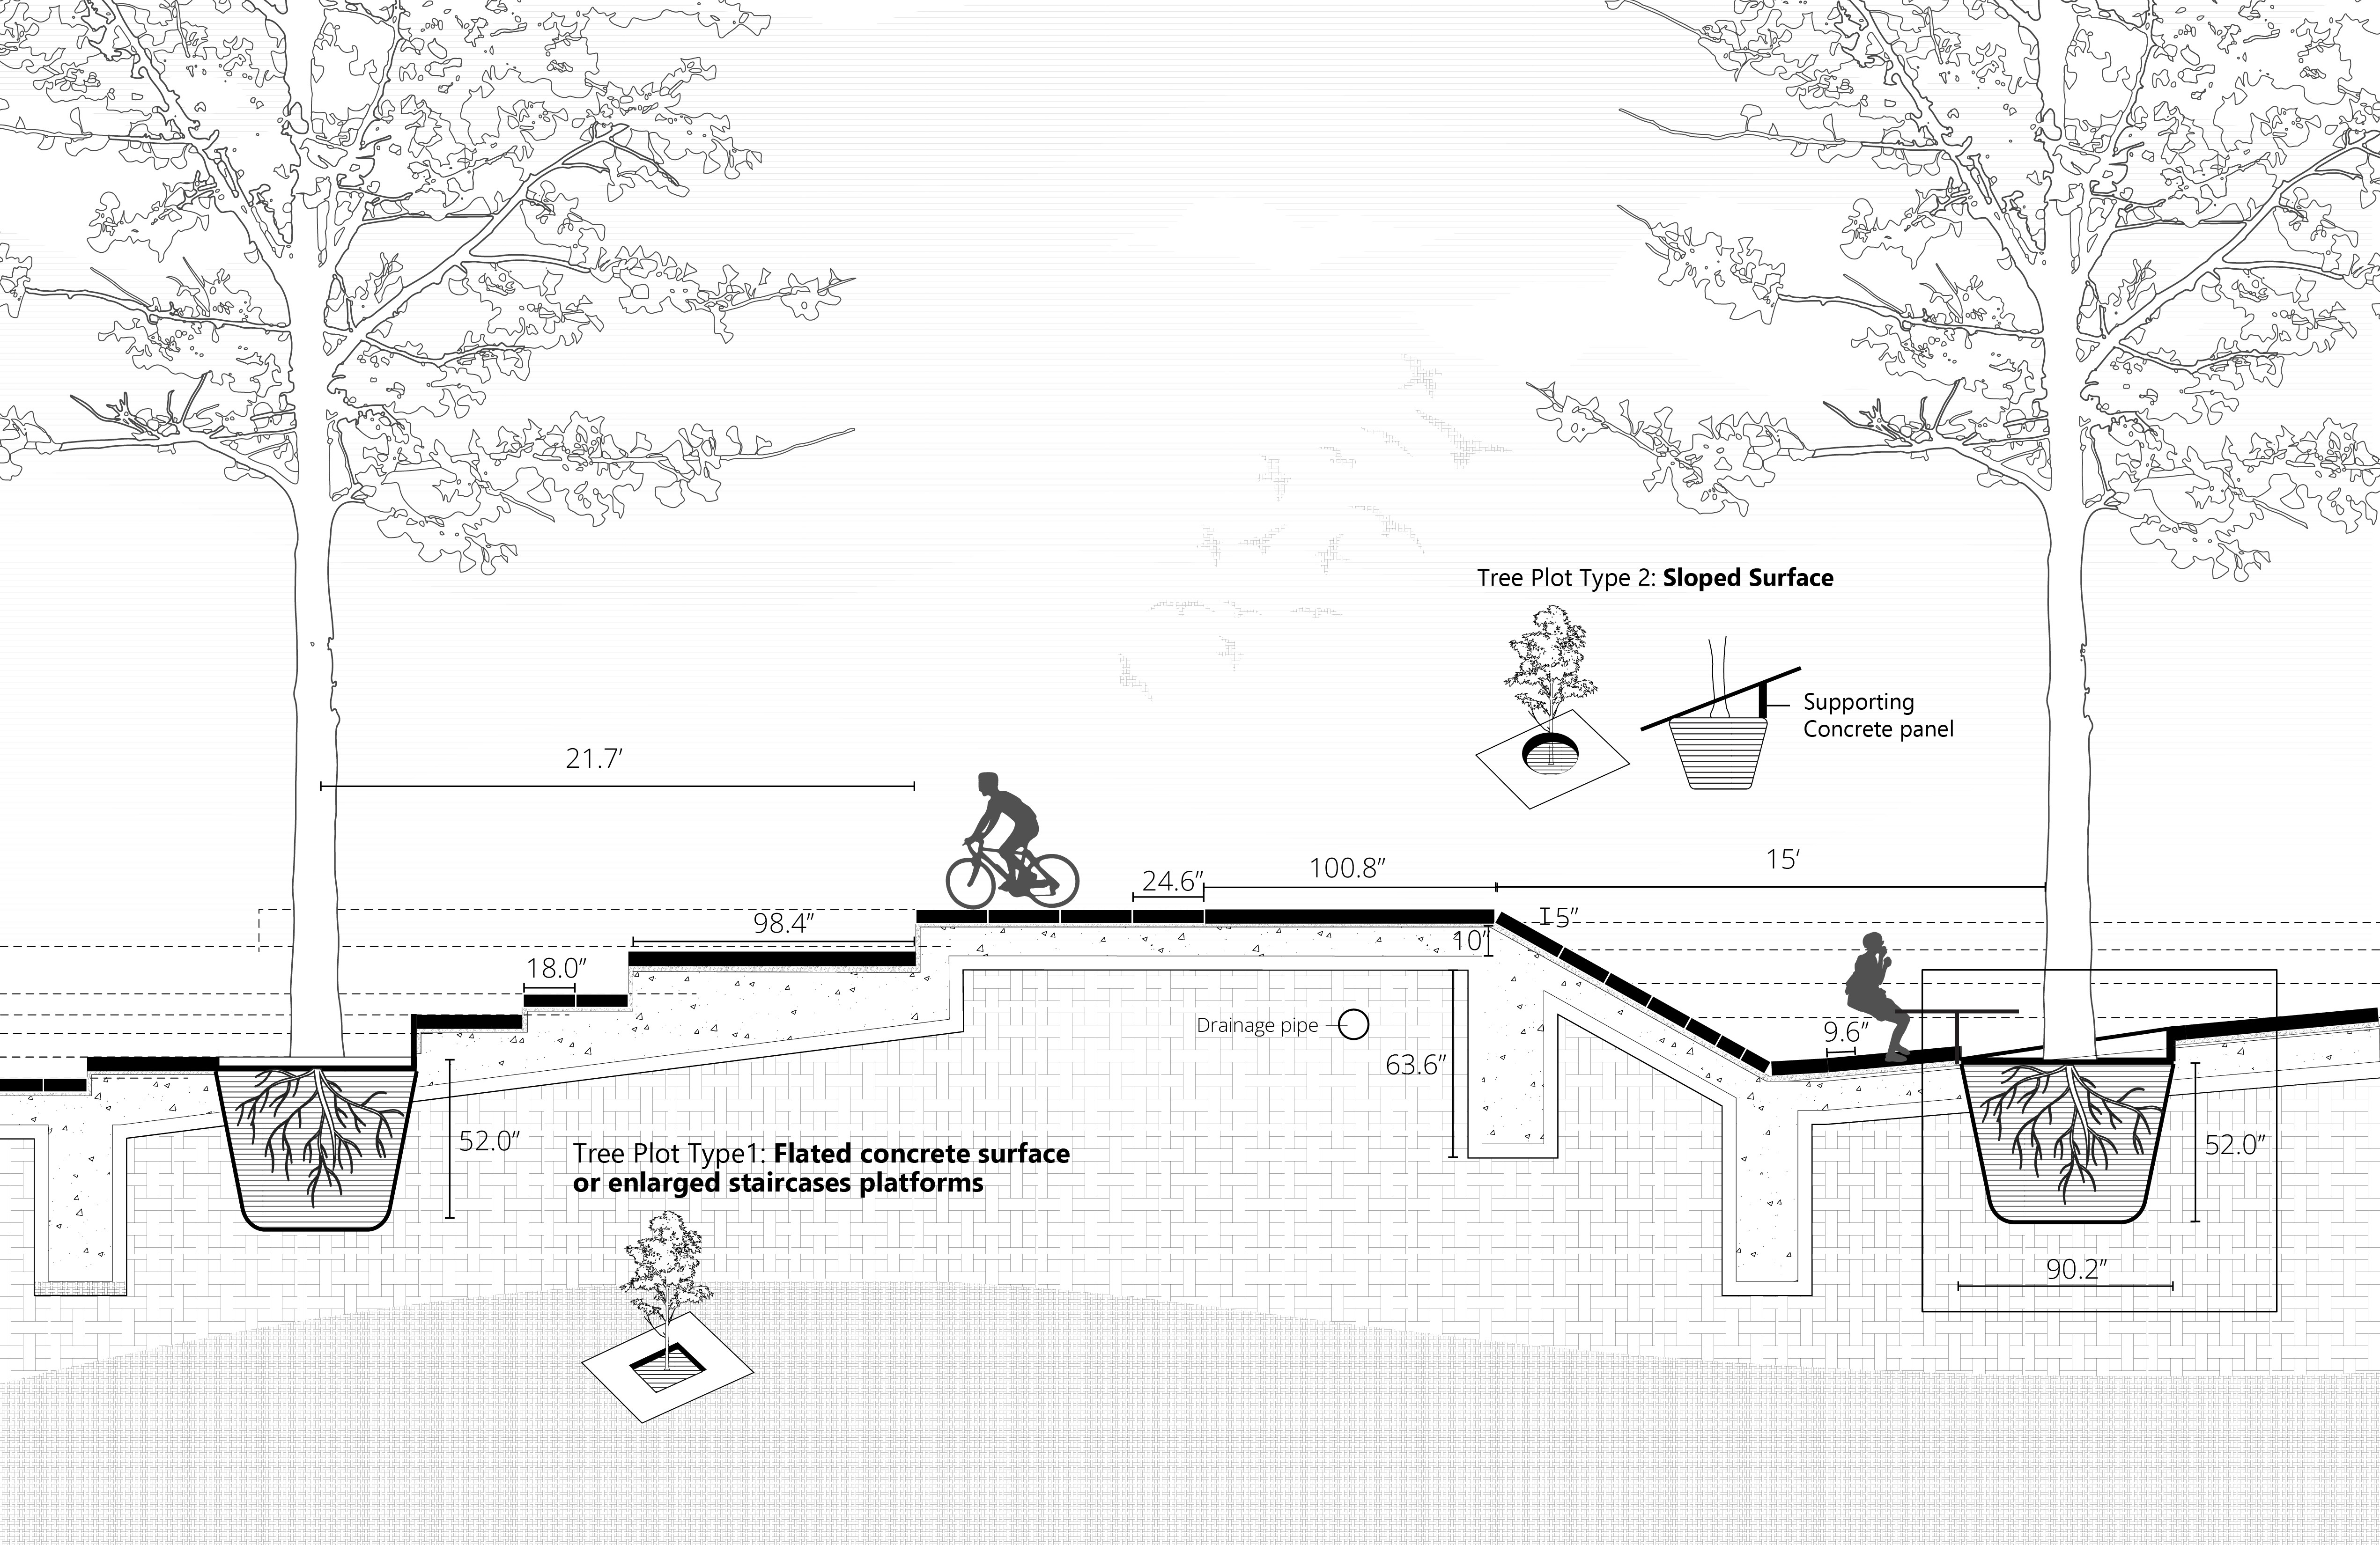 Tree Plot Type 2: Sloped Surface
Supporting
Concrete panel
21.7’
24.6”
100.8”
15‘
98.4”
5”
10”
18.0”
Drainage pipe
9.6”
63.6”
52.0”
52.0”
Tree Plot Type1: Flated concrete surface
or enlarged staircases platforms
90.2”